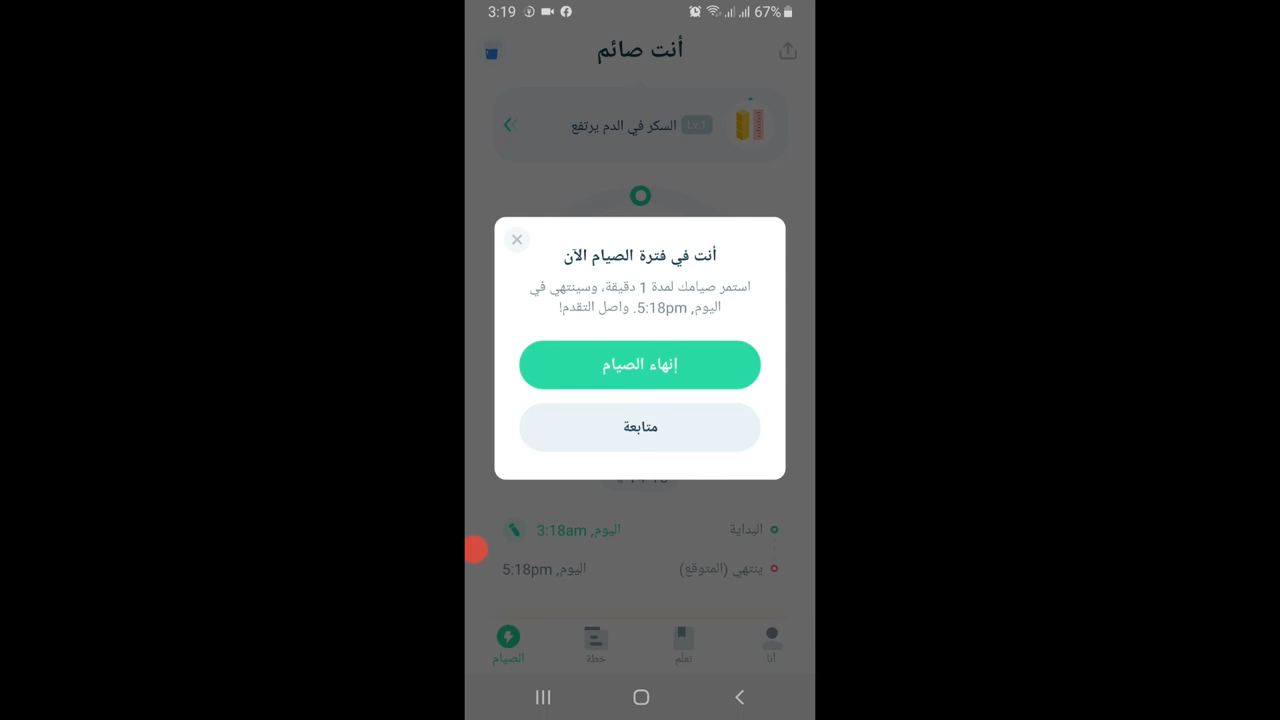 3:19
67%
أنت صائم
Lv.1 السكر في الدم يرتفع
أنت في فترة الصيام الآن
استمر صيامك لمدة 1 دقيقة، وسينتهي في
اليوم, 5:18pm. واصل التقدم!
إنهاء الصيام
متابعة
البداية
اليوم, 3:18am
ينتهي (المتوقع)
اليوم, 5:18pm
أنا
تعلم
خطة
الصيام